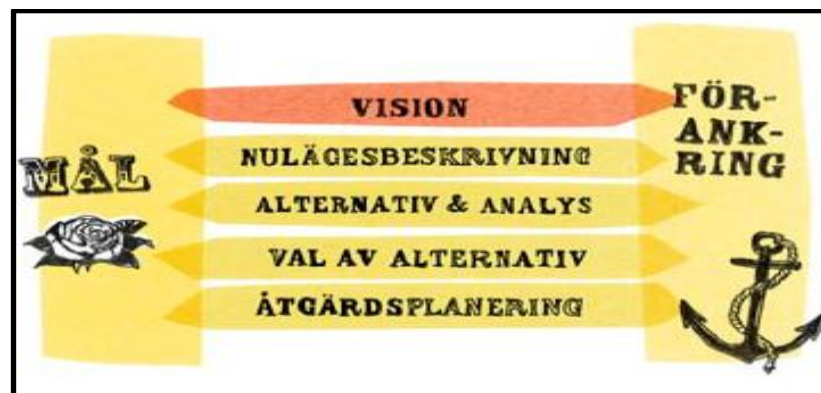 MÅL
VISION
NULÄGESBESKRIVNING
ALTERNATIV & ANALYS
VAL AV ALTERNATIV
ÅTGÄRDSPLANERING
FÖR-
ANK-
RING